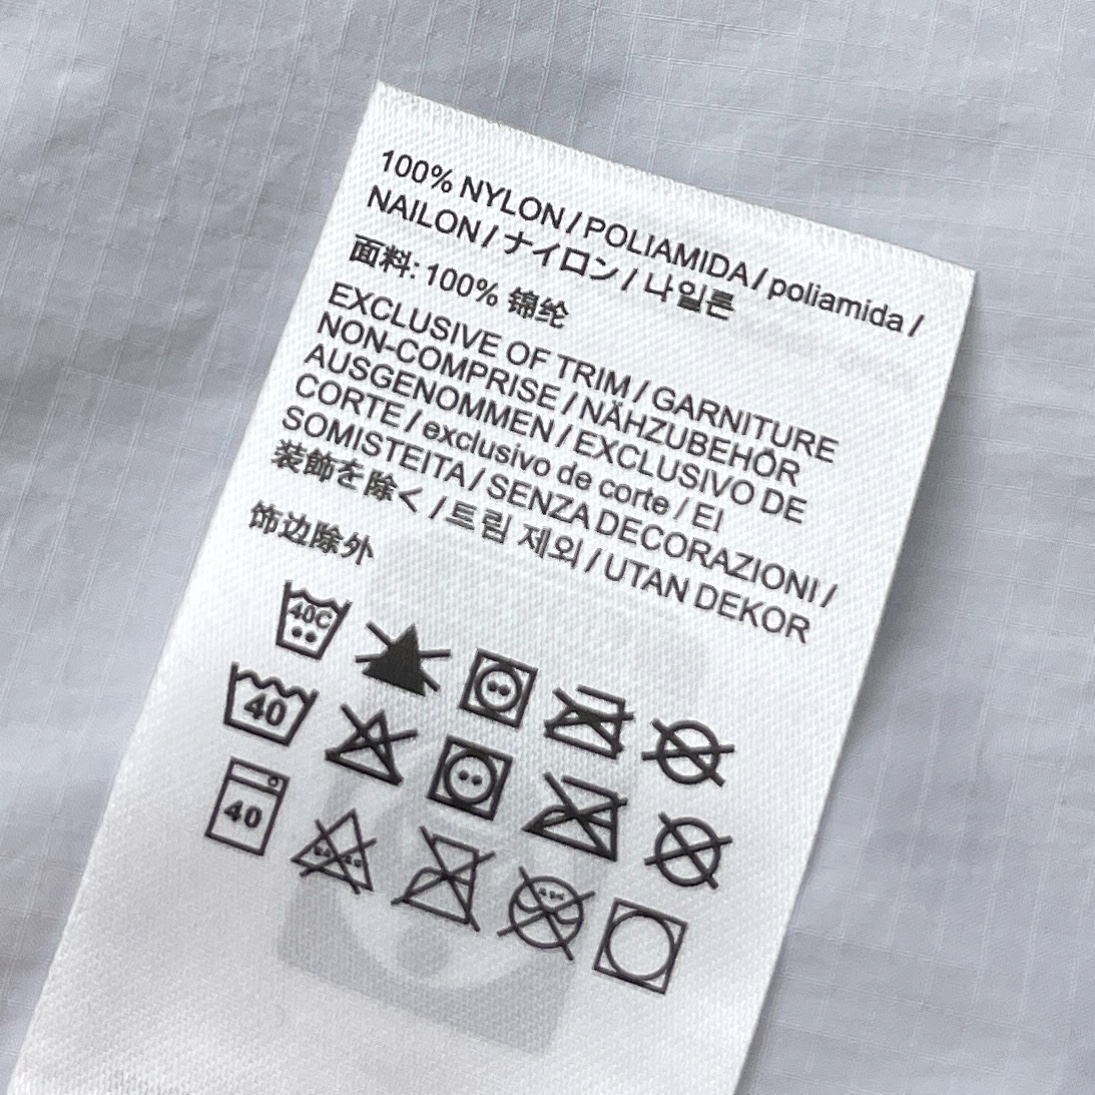 100% NYLON / POLIAMIDA / poliamida /
NAILON / ナイロン / 나일론
面料: 100% 锦纶
EXCLUSIVE OF TRIM / GARNITURE
NON-COMPRISE / NÄHZUBEHÖR
AUSGENOMMEN / EXCLUSIVO DE
CORTE / exclusivo de corte / EI
SOMISTEITA / SENZA DECORAZIONI /
装飾を除く / 트림 제외 / UTAN DEKOR
饰边除外
40C
40
40